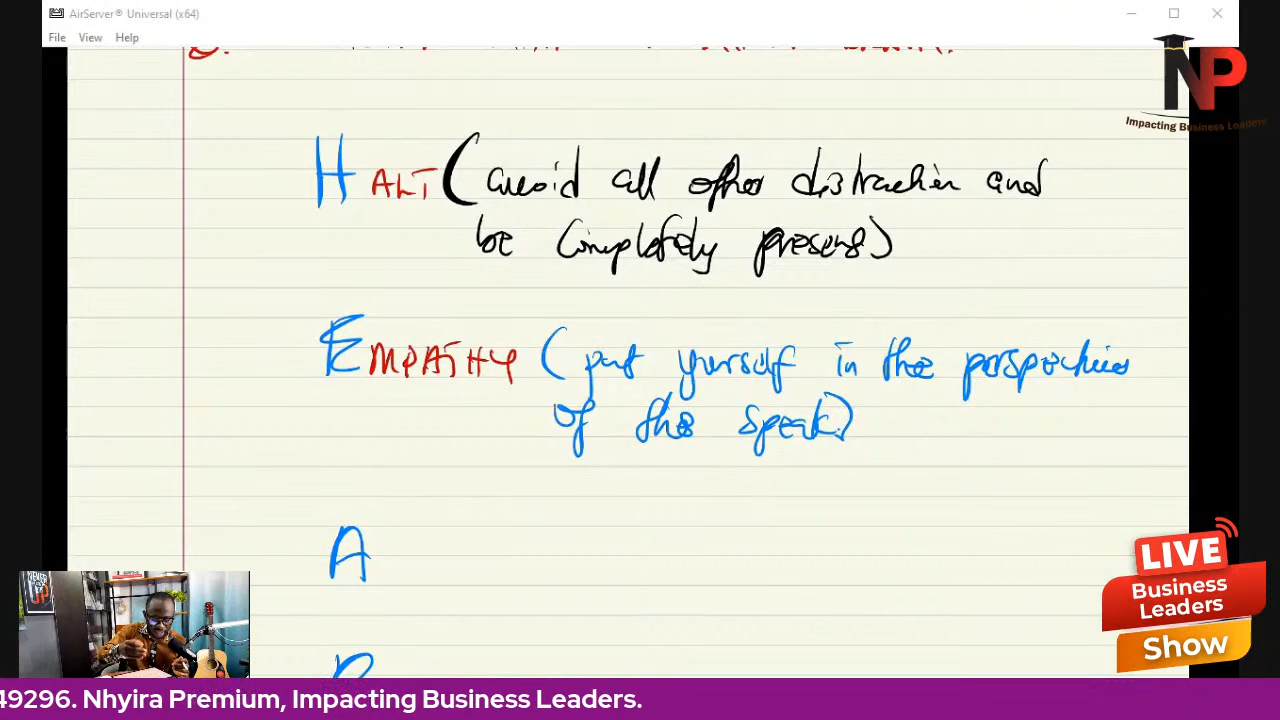 AirServer® Universal (x64)
File View Help
NP
Impacting Business Leaders
HALT (avoid all other distraction and
be completely present)
EMPATHY (put yourself in the perspective
of the speak)
A
LIVE
Business
Leaders
Show
49296. Nhyira Premium, Impacting Business Leaders.